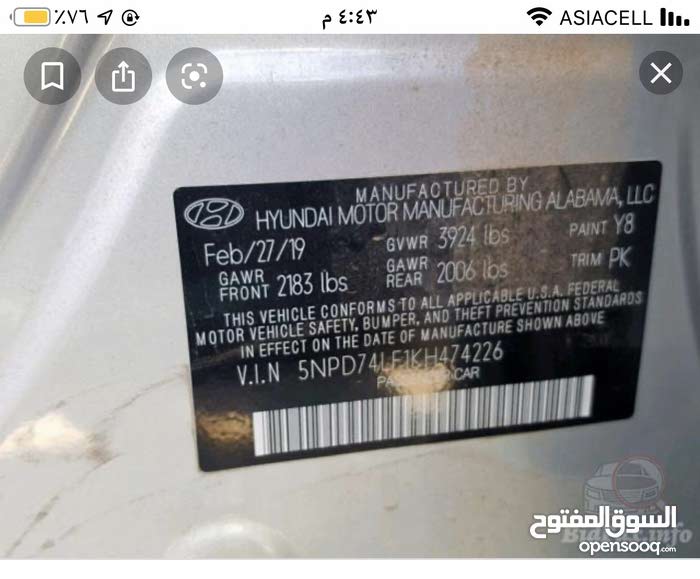 ٪٧٦ ٤:٤٣ م ASIACELL
MANUFACTURED BY
HYUNDAI MOTOR MANUFACTURING ALABAMA, LLC
Feb/27/19 GVWR 3924 lbs PAINT Y8
GAWR FRONT 2183 lbs GAWR REAR 2006 lbs TRIM PK
THIS VEHICLE CONFORMS TO ALL APPLICABLE U.S.A. FEDERAL
MOTOR VEHICLE SAFETY, BUMPER, AND THEFT PREVENTION STANDARDS
IN EFFECT ON THE DATE OF MANUFACTURE SHOWN ABOVE.
V.I.N 5NPD74LF1KH474226
PASSENGER CAR
السوق المفتوح
opensooq.com